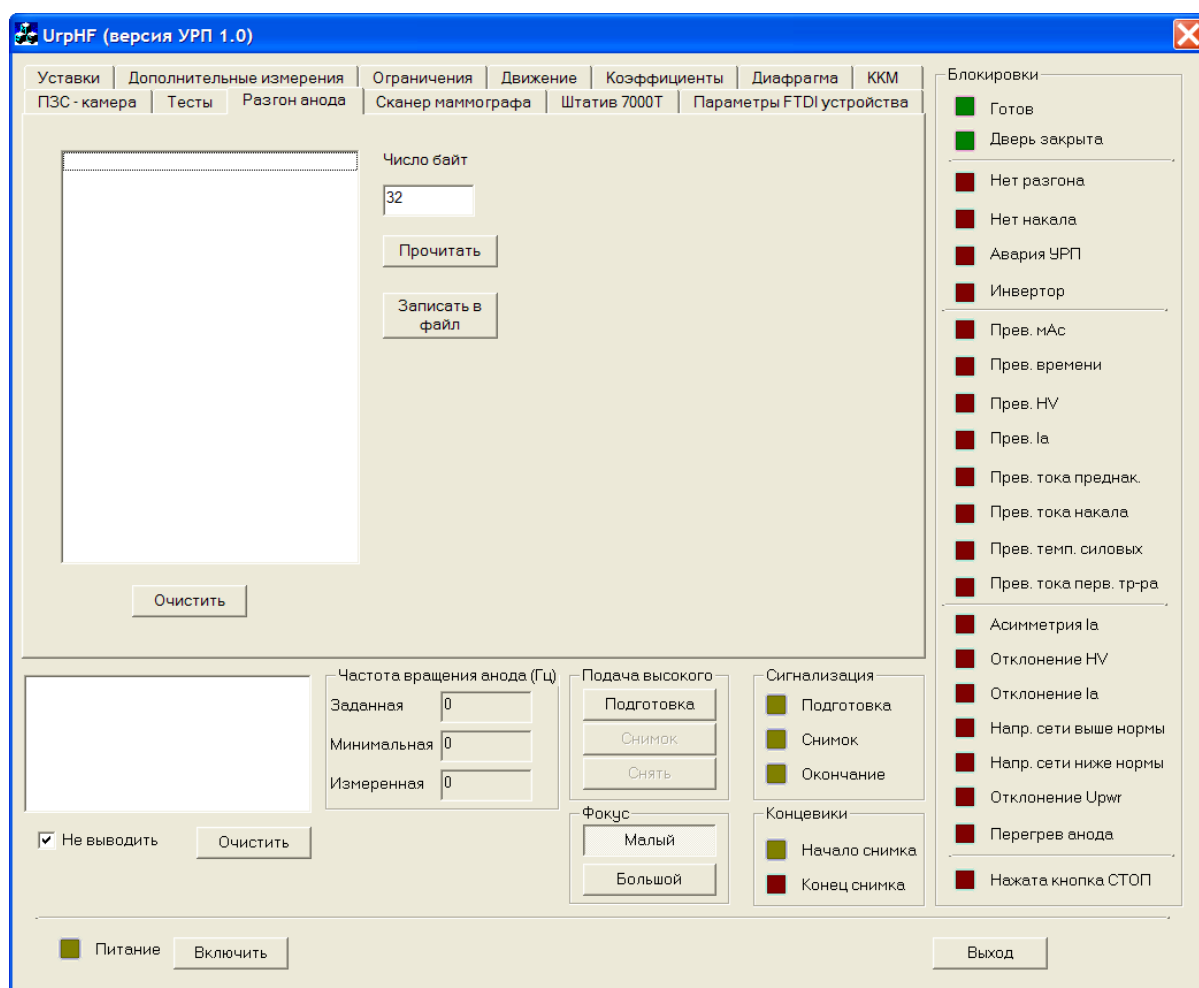 UrpHF (версия УРП 1.0)
Уставки Дополнительные измерения Ограничения Движение Коэффициенты Диафрагма ККМ
ПЗС - камера Тесты Разгон анода Сканер маммографа Штатив 7000Т Параметры FTDI устройства
Число байт
32
Прочитать
Записать в
файл
Очистить
Частота вращения анода (Гц)
Заданная 0
Минимальная 0
Измеренная 0
Подача высокого
Подготовка
Снимок
Снять
Сигнализация
Подготовка
Снимок
Окончание
Не выводить
Очистить
Фокус
Малый
Большой
Концевики
Начало снимка
Конец снимка
Блокировки
Готов
Дверь закрыта
Нет разгона
Нет накала
Авария УРП
Инвертор
Прев. мАс
Прев. времени
Прев. HV
Прев. Ia
Прев. тока преднак.
Прев. тока накала
Прев. темп. силовых
Прев. тока перв. тр-ра
Асимметрия Ia
Отклонение HV
Отклонение Ia
Напр. сети выше нормы
Напр. сети ниже нормы
Отклонение Upwr
Перегрев анода
Нажата кнопка СТОП
Питание
Включить
Выход